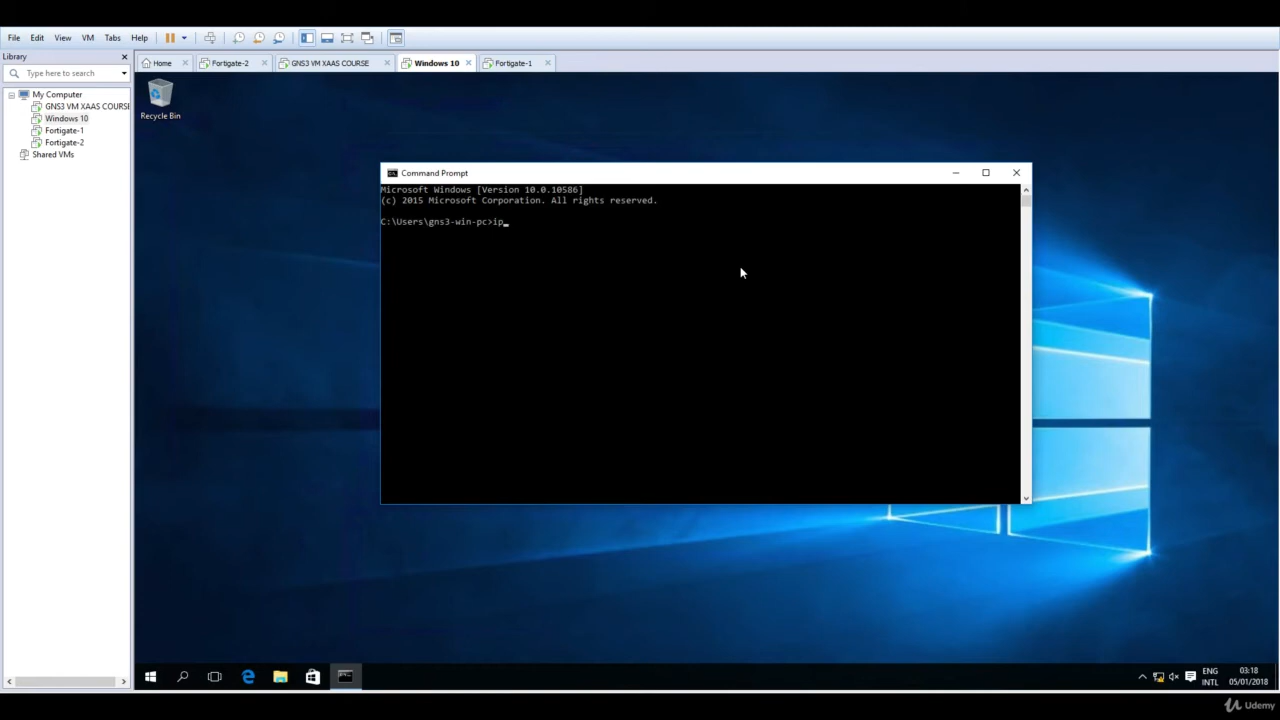 File Edit View VM Tabs Help
Library
Type here to search
My Computer
GNS3 VM XAAS COURSE
Windows 10
Fortigate-1
Fortigate-2
Shared VMs
Home
Fortigate-2
GNS3 VM XAAS COURSE
Windows 10
Fortigate-1
Recycle Bin
Command Prompt
Microsoft Windows [Version 10.0.10586]
(c) 2015 Microsoft Corporation. All rights reserved.
C:\Users\gns3-win-pc>ip_
ENG
INTL
03:18
05/01/2018
Udemy